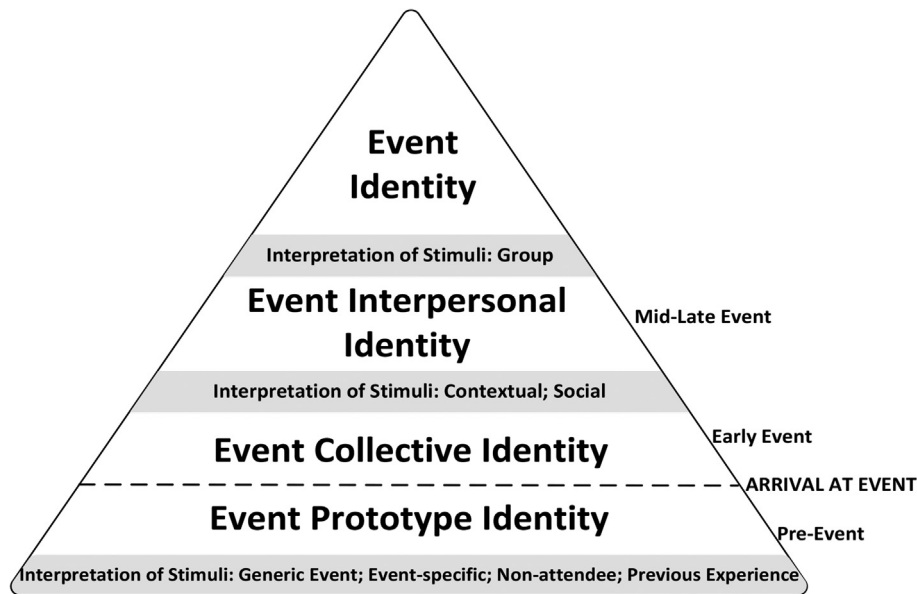 Event
Identity
Interpretation of Stimuli: Group
Event Interpersonal
Identity
Mid-Late Event
Interpretation of Stimuli: Contextual; Social
Event Collective Identity
Early Event
ARRIVAL AT EVENT
Event Prototype Identity
Pre-Event
Interpretation of Stimuli: Generic Event; Event-specific; Non-attendee; Previous Experience